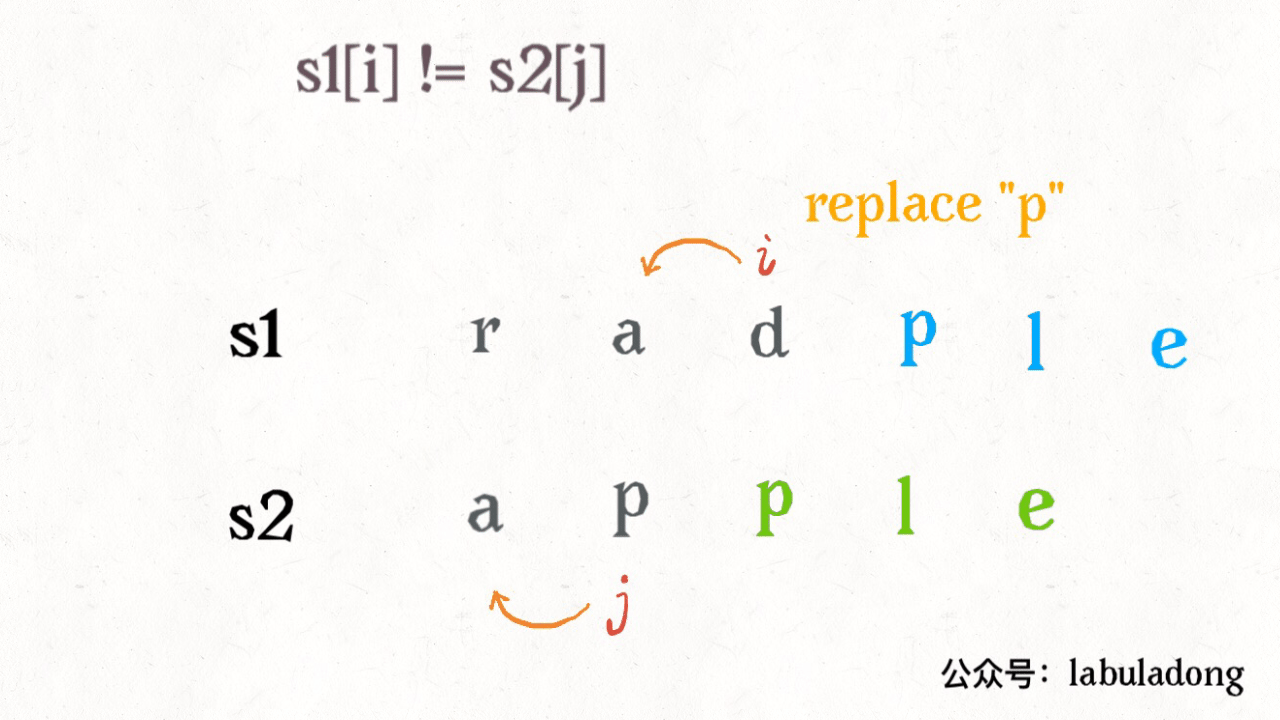 s1[i] != s2[j]
replace "p"
i
s1 r a d p l e
s2 a p p l e
j
公众号：labuladong